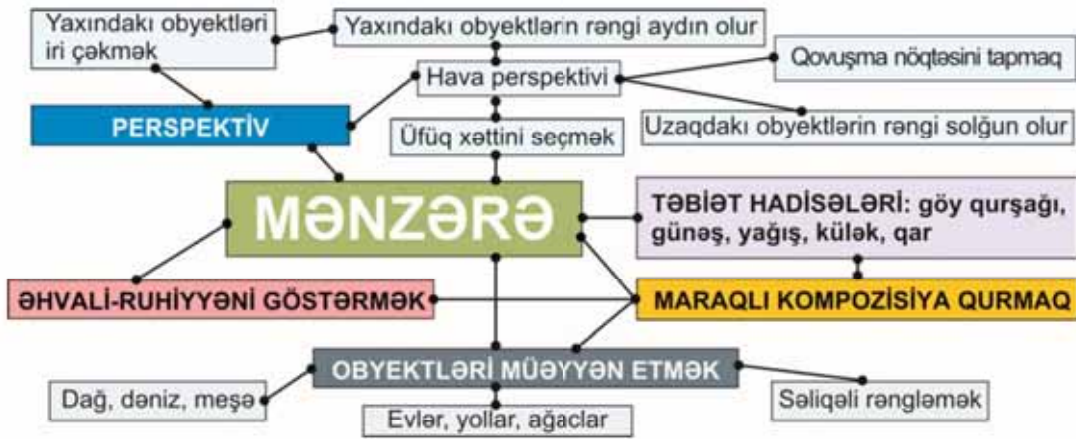 Yaxındakı obyektləri
iri çəkmək
Yaxındakı obyektlərin rəngi aydın olur
Hava perspektivi
Qovuşma nöqtəsini tapmaq
PERSPEKTİV
Üfüq xəttini seçmək
Uzaqdakı obyektlərin rəngi solğun olur
MƏNZƏRƏ
TƏBİƏT HADİSƏLƏRİ: göy qurşağı,
günəş, yağış, külək, qar
ƏHVALİ-RUHİYYƏNİ GÖSTƏRMƏK
MARAQLI KOMPOZİSİYA QURMAQ
OBYEKTLƏRİ MÜƏYYƏN ETMƏK
Dağ, dəniz, meşə
Evlər, yollar, ağaclar
Səliqəli rəngləmək